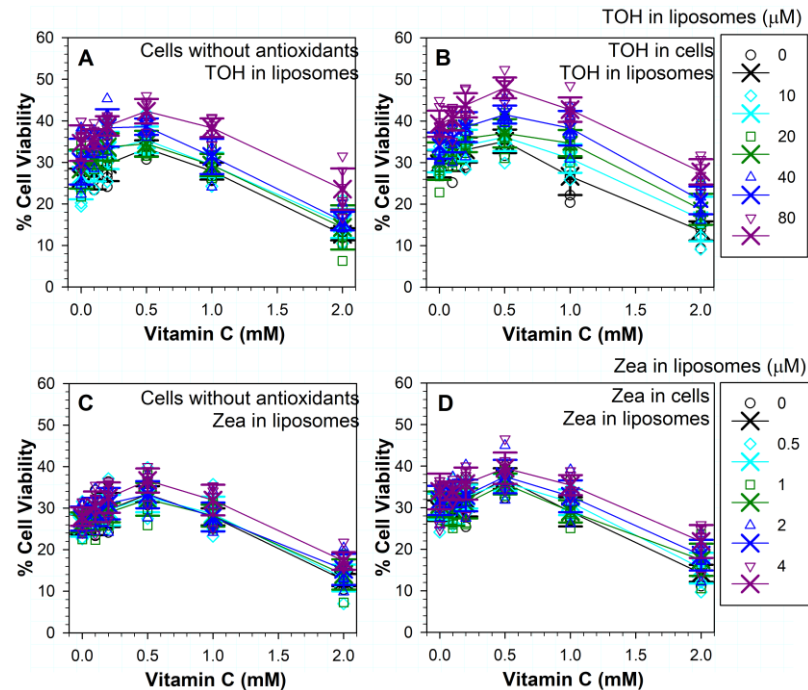 TOH in liposomes (μM)
A
Cells without antioxidants
TOH in liposomes
% Cell Viability
60
50
40
30
20
10
0
0.0 0.5 1.0 1.5 2.0
Vitamin C (mM)
B
TOH in cells
TOH in liposomes
% Cell Viability
60
50
40
30
20
10
0
0.0 0.5 1.0 1.5 2.0
Vitamin C (mM)
0
10
20
40
80
Zea in liposomes (μM)
C
Cells without antioxidants
Zea in liposomes
% Cell Viability
60
50
40
30
20
10
0
0.0 0.5 1.0 1.5 2.0
Vitamin C (mM)
D
Zea in cells
Zea in liposomes
% Cell Viability
60
50
40
30
20
10
0
0.0 0.5 1.0 1.5 2.0
Vitamin C (mM)
0
0.5
1
2
4